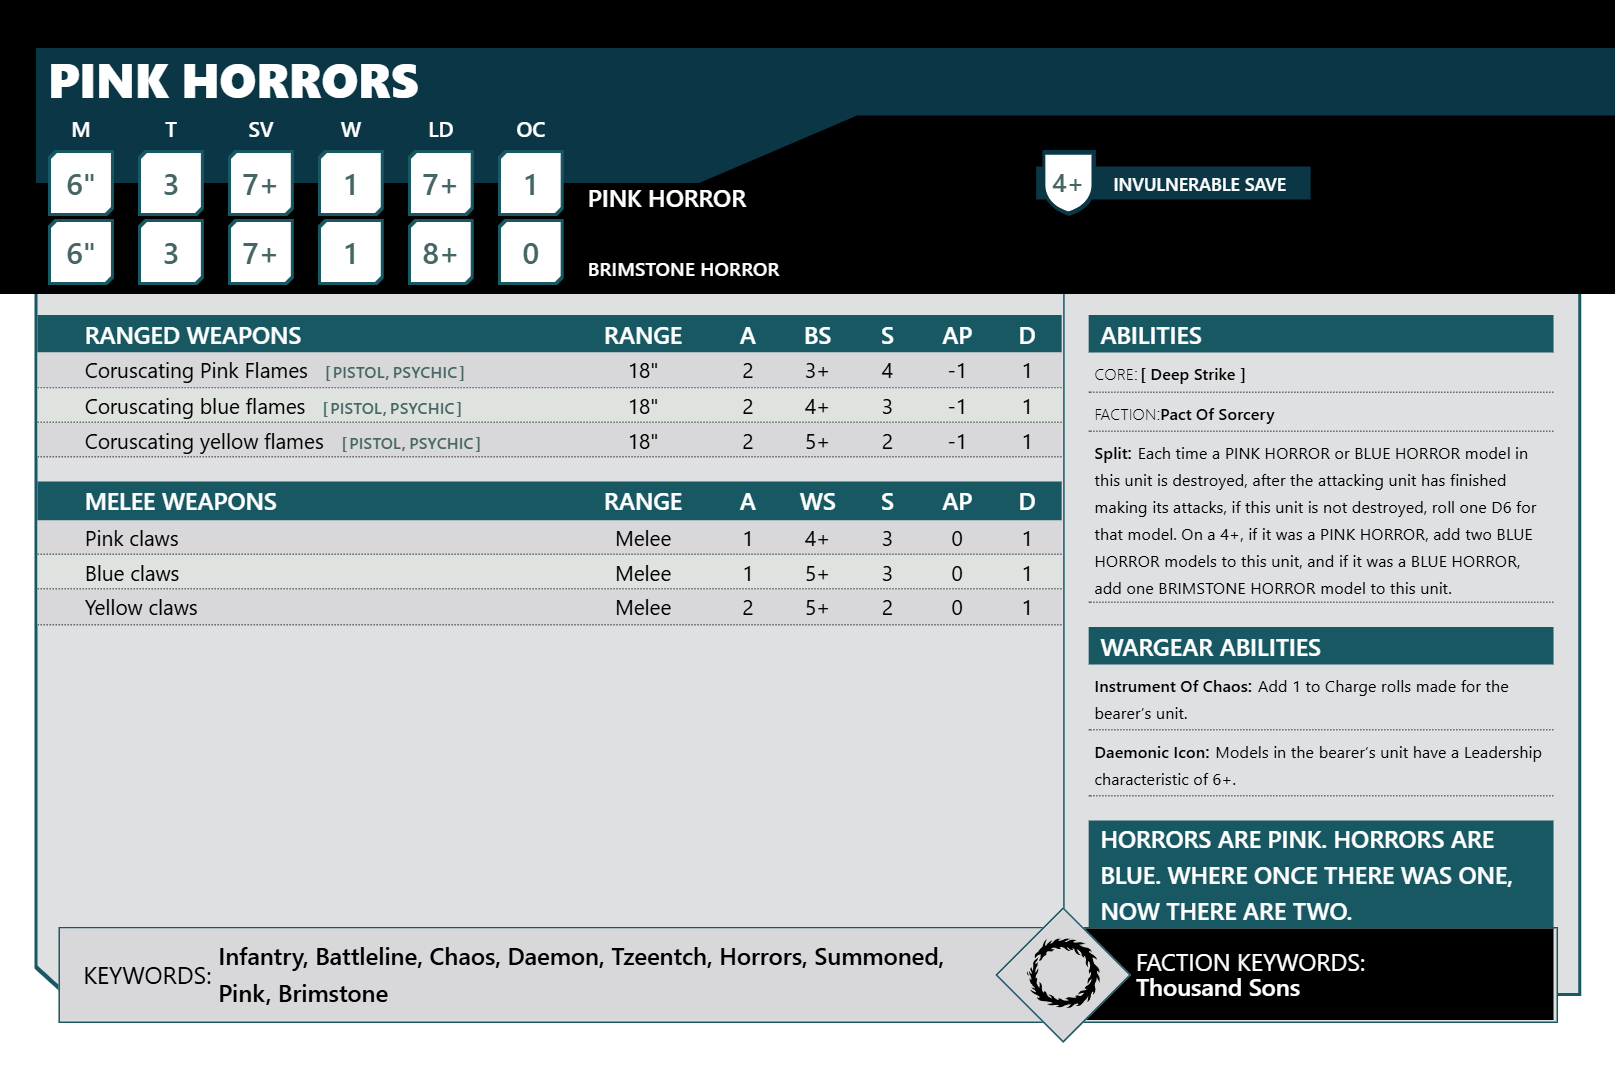 PINK HORRORS
M T SV W LD OC
6" 3 7+ 1 7+ 1 PINK HORROR
4+ INVULNERABLE SAVE
6" 3 7+ 1 8+ 0 BRIMSTONE HORROR
RANGED WEAPONS RANGE A BS S AP D
Coruscating Pink Flames [PISTOL, PSYCHIC] 18" 2 3+ 4 -1 1
Coruscating blue flames [PISTOL, PSYCHIC] 18" 2 4+ 3 -1 1
Coruscating yellow flames [PISTOL, PSYCHIC] 18" 2 5+ 2 -1 1
MELEE WEAPONS RANGE A WS S AP D
Pink claws Melee 1 4+ 3 0 1
Blue claws Melee 1 5+ 3 0 1
Yellow claws Melee 2 5+ 2 0 1
ABILITIES
CORE: [ Deep Strike ]
FACTION:Pact Of Sorcery
Split: Each time a PINK HORROR or BLUE HORROR model in
this unit is destroyed, after the attacking unit has finished
making its attacks, if this unit is not destroyed, roll one D6 for
that model. On a 4+, if it was a PINK HORROR, add two BLUE
HORROR models to this unit, and if it was a BLUE HORROR,
add one BRIMSTONE HORROR model to this unit.
WARGEAR ABILITIES
Instrument Of Chaos: Add 1 to Charge rolls made for the
bearer's unit.
Daemonic Icon: Models in the bearer's unit have a Leadership
characteristic of 6+.
HORRORS ARE PINK. HORRORS ARE
BLUE. WHERE ONCE THERE WAS ONE,
NOW THERE ARE TWO.
KEYWORDS: Infantry, Battleline, Chaos, Daemon, Tzeentch, Horrors, Summoned,
Pink, Brimstone
FACTION KEYWORDS:
Thousand Sons